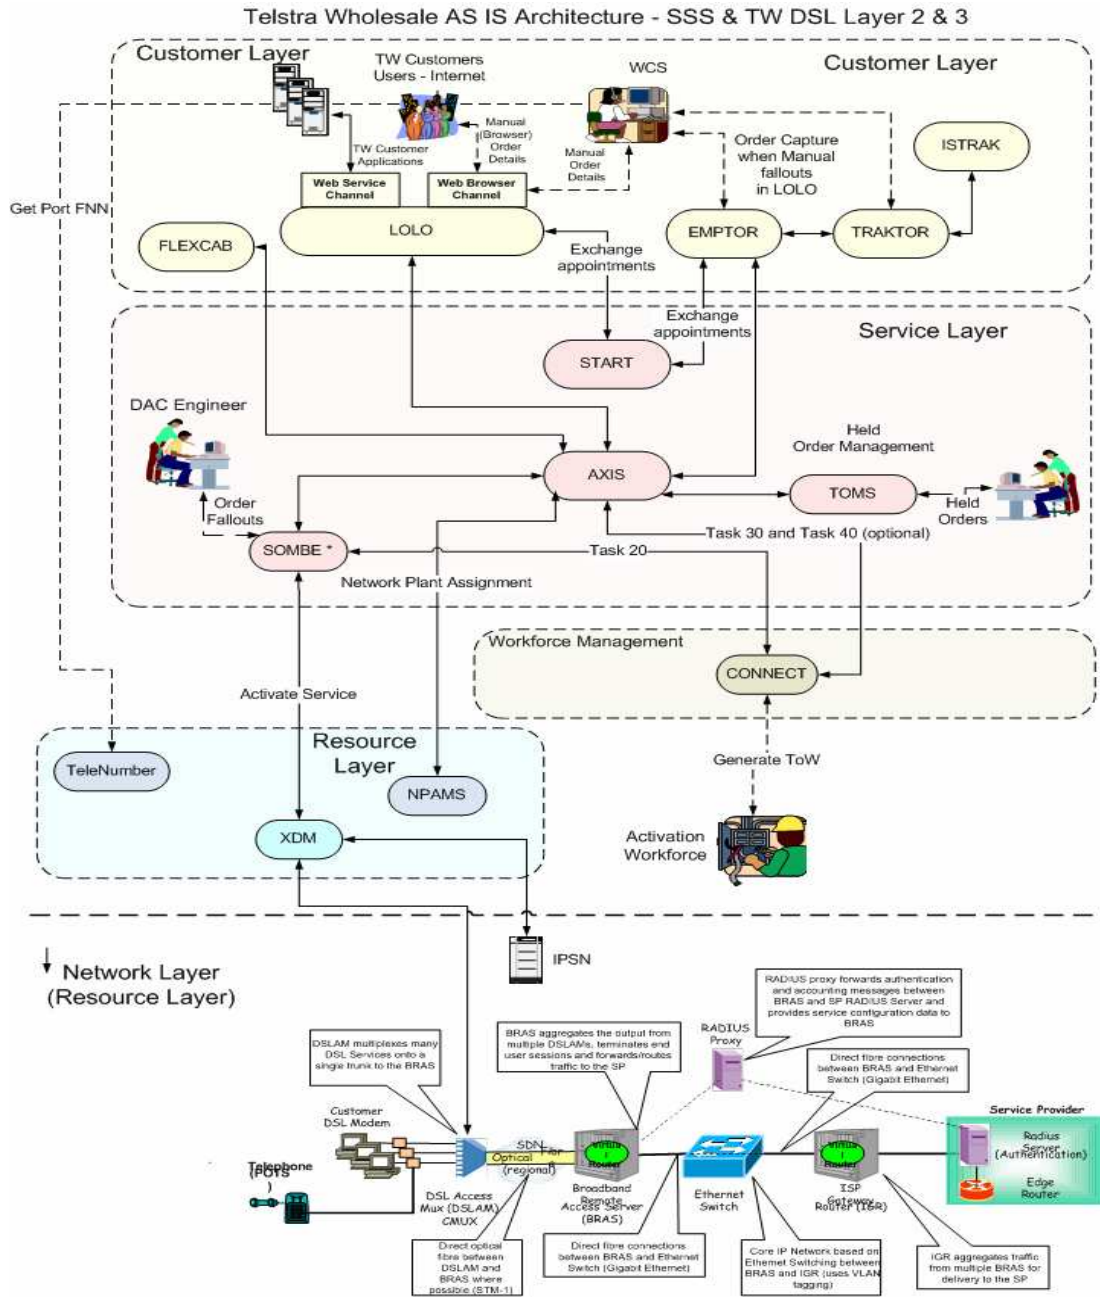 Telstra Wholesale AS IS Architecture - SSS & TW DSL Layer 2 & 3
Customer Layer
TW Customers
Users - Internet
WCS
Customer Layer
Manual
(Browser)
Order
Details
TW Customer
Applications
Manual
Order
Details
Order Capture
when Manual
fallouts
in LOLO
ISTRAK
Web Service
Channel
Web Browser
Channel
Get Port FNN
FLEXCAB
LOLO
EMPTOR
TRAKTOR
Exchange
appointments
Exchange
appointments
Service Layer
START
DAC Engineer
Held
Order Management
AXIS
TOMS
Order
Fallouts
Held
Orders
Task 30 and Task 40 (optional)
SOMBE *
Task 20
Network Plant Assignment
Workforce Management
CONNECT
Activate Service
Resource
Layer
TeleNumber
NPAMS
Generate ToW
XDM
Activation
Workforce
IPSN
Network Layer
(Resource Layer)
RADIUS proxy forwards authentication
and accounting messages between
BRAS and SP RADIUS Server and
provides service configuration data to
BRAS
BRAS aggregates the output from
multiple DSLAMs, terminates end
user sessions and forwards/routes
traffic to the SP
RADIUS
Proxy
DSLAM multiplexes many
DSL Services onto a
single trunk to the BRAS
Direct fibre connections
between BRAS and Ethernet
Switch (Gigabit Ethernet)
Customer
DSL Modem
Service Provider
SDN
Optical
(regional)
Router
Router
Radius
Server
(Authentication)
Edge
Router
Telephone
(POTS
)
DSL Access
Mux (DSLAM)
CMUX
Broadband
Remote
Access Server
(BRAS)
Ethernet
Switch
ISP
Gateway
Router (IGR)
Direct optical
fibre between
DSLAM and
BRAS where
possible (STM-1)
Direct fibre connections
between BRAS and Ethernet
Switch (Gigabit Ethernet)
Core IP Network based on
Ethernet Switching between
BRAS and IGR (uses VLAN
tagging)
IGR aggregates traffic
from multiple BRAS for
delivery to the SP